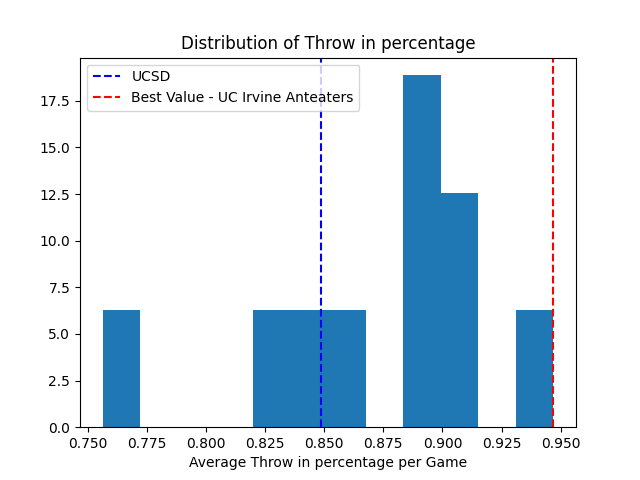 Distribution of Throw in percentage
UCSD
Best Value - UC Irvine Anteaters
17.5
15.0
12.5
10.0
7.5
5.0
2.5
0.0
0.750 0.775 0.800 0.825 0.850 0.875 0.900 0.925 0.950
Average Throw in percentage per Game